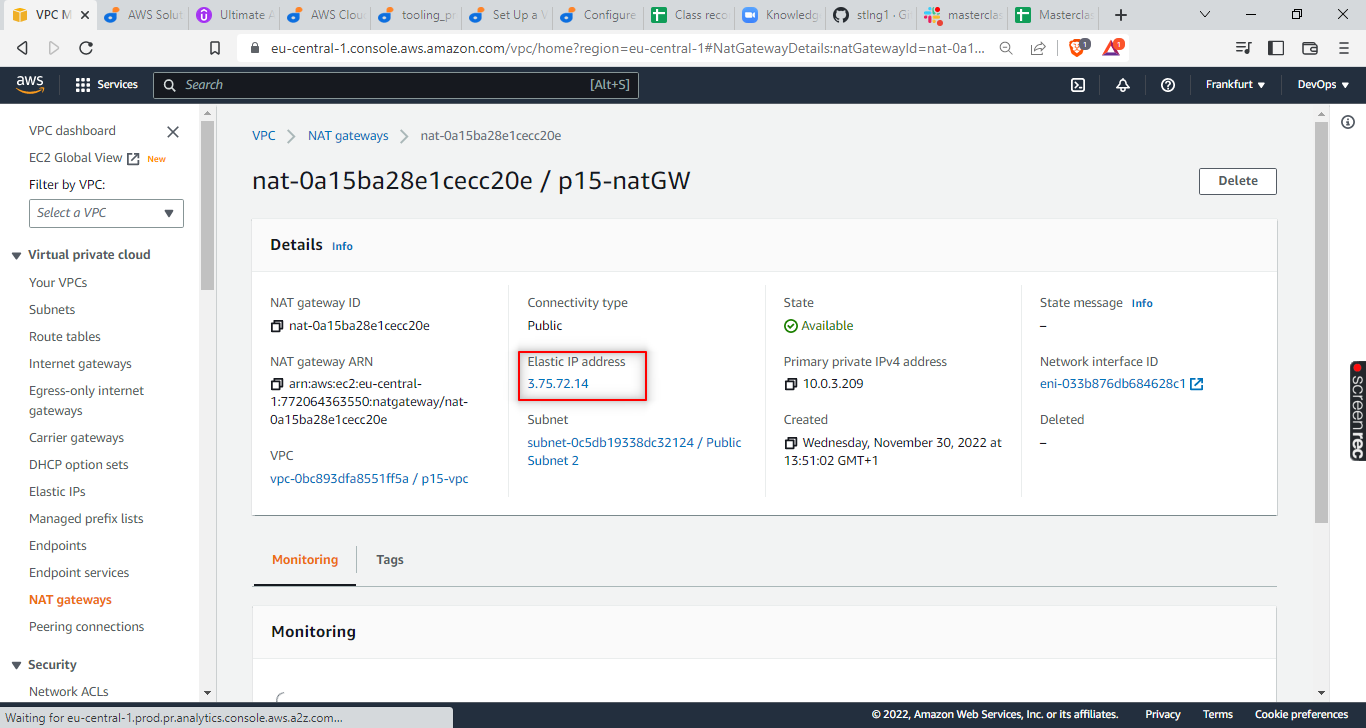 VPC M
AWS Solut
Ultimate A
AWS Clou
tooling_pr
Set Up a V
Configure
Class reco
Knowledg
stlng1 · Gi
masterclas
Masterclas
eu-central-1.console.aws.amazon.com/vpc/home?region=eu-central-1#NatGatewayDetails:natGatewayId=nat-0a1...
1
1
aws
Services
Search
[Alt+S]
Frankfurt
DevOps
VPC dashboard
EC2 Global View
New
Filter by VPC:
Select a VPC
Virtual private cloud
Your VPCs
Subnets
Route tables
Internet gateways
Egress-only internet
gateways
Carrier gateways
DHCP option sets
Elastic IPs
Managed prefix lists
Endpoints
Endpoint services
NAT gateways
Peering connections
Security
Network ACLs
VPC
NAT gateways
nat-0a15ba28e1cecc20e
nat-0a15ba28e1cecc20e / p15-natGW
Delete
Details Info
NAT gateway ID
nat-0a15ba28e1cecc20e
NAT gateway ARN
arn:aws:ec2:eu-central-
1:772064363550:natgateway/nat-
0a15ba28e1cecc20e
VPC
vpc-0bc893dfa8551ff5a / p15-vpc
Connectivity type
Public
Elastic IP address
3.75.72.14
Subnet
subnet-0c5db19338dc32124 / Public
Subnet 2
State
Available
Primary private IPv4 address
10.0.3.209
Created
Wednesday, November 30, 2022 at
13:51:02 GMT+1
State message Info
–
Network interface ID
eni-033b876db684628c1
Deleted
–
Monitoring
Tags
Monitoring
screenrec
Waiting for eu-central-1.prod.pr.analytics.console.aws.a2z.com...
© 2022, Amazon Web Services, Inc. or its affiliates.
Privacy
Terms
Cookie preferences